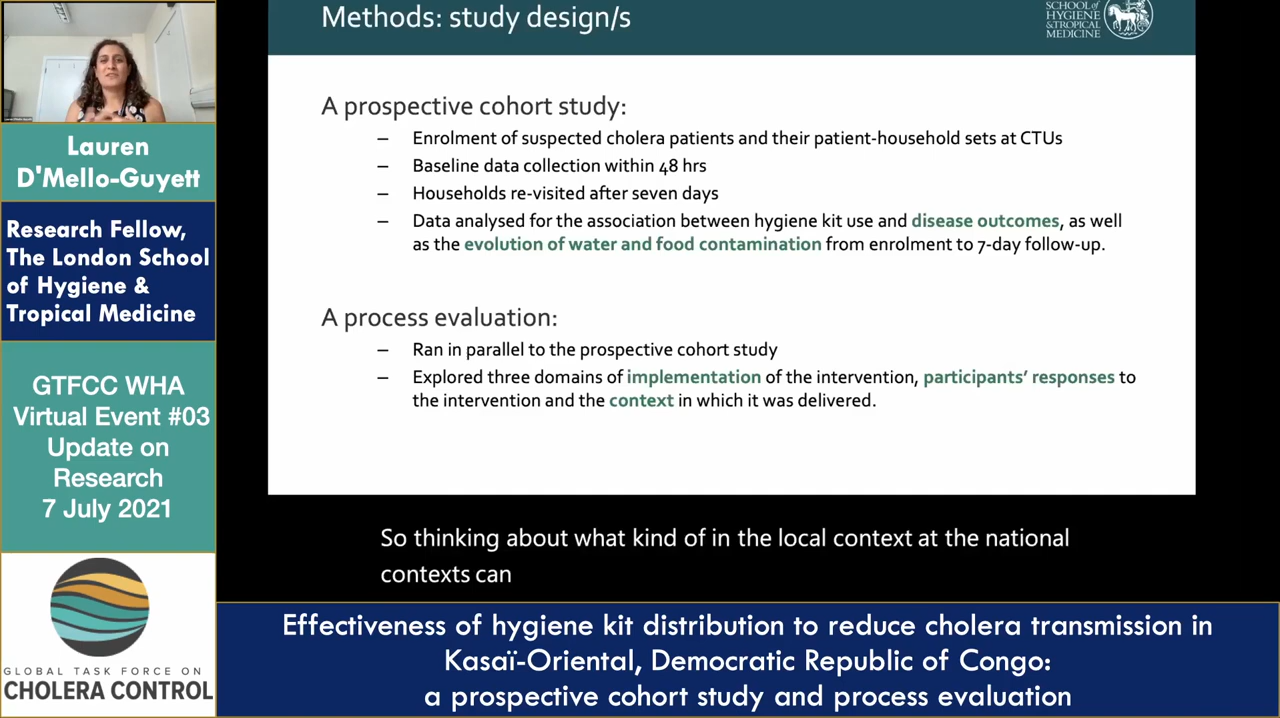 Methods: study design/s
SCHOOL of
HYGIENE
& TROPICAL
MEDICINE
A prospective cohort study:
– Enrolment of suspected cholera patients and their patient-household sets at CTUs
– Baseline data collection within 48 hrs
– Households re-visited after seven days
– Data analysed for the association between hygiene kit use and disease outcomes, as well
as the evolution of water and food contamination from enrolment to 7-day follow-up.
A process evaluation:
– Ran in parallel to the prospective cohort study
– Explored three domains of implementation of the intervention, participants’ responses to
the intervention and the context in which it was delivered.
Lauren
D'Mello-Guyett
Research Fellow,
The London School
of Hygiene &
Tropical Medicine
GTFCC WHA
Virtual Event #03
Update on
Research
7 July 2021
GLOBAL TASK FORCE ON
CHOLERA CONTROL
So thinking about what kind of in the local context at the national
contexts can
Effectiveness of hygiene kit distribution to reduce cholera transmission in
Kasaï-Oriental, Democratic Republic of Congo:
a prospective cohort study and process evaluation